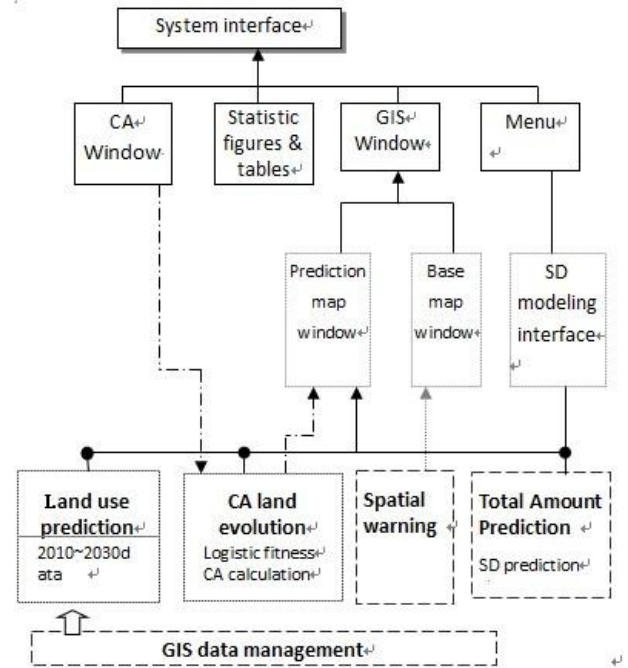 System interface
CA
Window
Statistic
figures &
tables
GIS
Window
Menu
Prediction
map
window
Base
map
window
SD
modeling
interface
Land use
prediction
2010~2030d
ata
CA land
evolution
Logistic fitness
CA calculation
Spatial
warning
Total Amount
Prediction
SD prediction
GIS data management